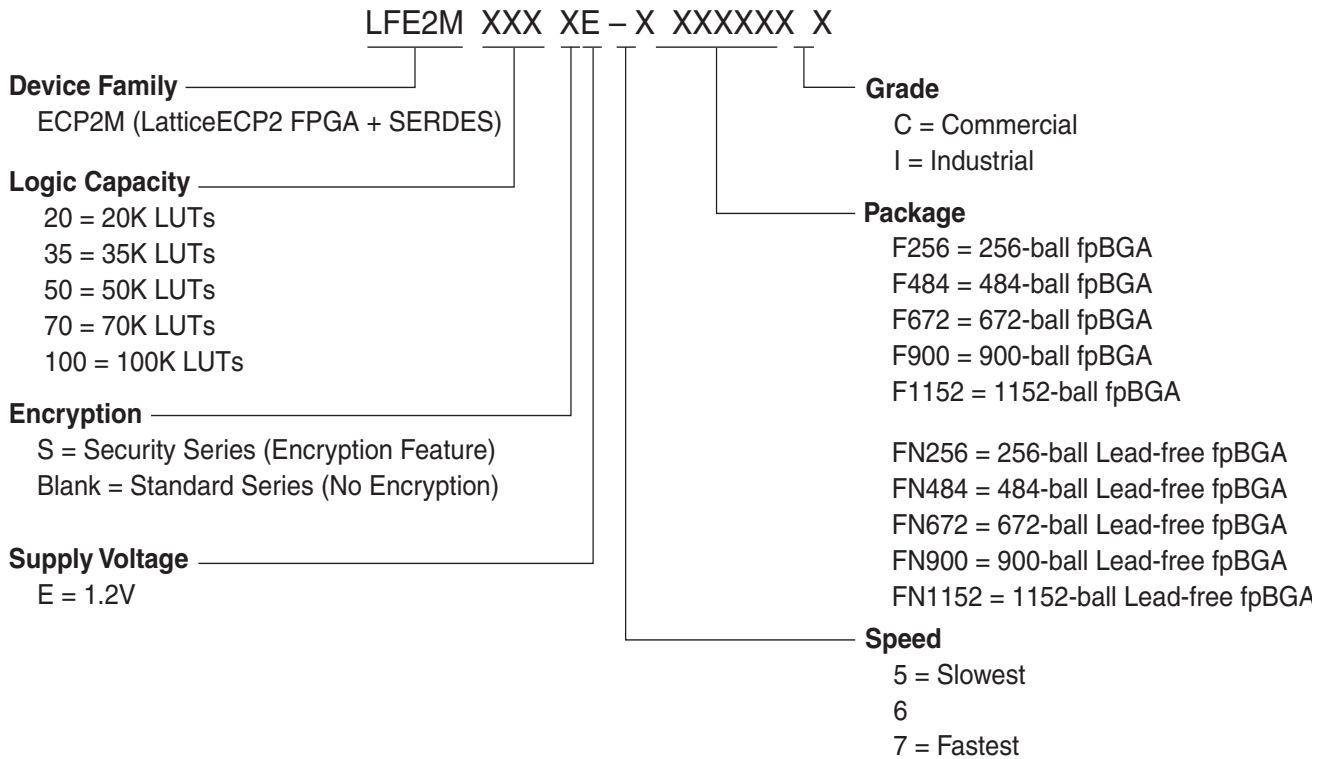 LFE2M XXX XE – X XXXXXX X
Device Family
ECP2M (LatticeECP2 FPGA + SERDES)
Logic Capacity
20 = 20K LUTs
35 = 35K LUTs
50 = 50K LUTs
70 = 70K LUTs
100 = 100K LUTs
Encryption
S = Security Series (Encryption Feature)
Blank = Standard Series (No Encryption)
Supply Voltage
E = 1.2V
Grade
C = Commercial
I = Industrial
Package
F256 = 256-ball fpBGA
F484 = 484-ball fpBGA
F672 = 672-ball fpBGA
F900 = 900-ball fpBGA
F1152 = 1152-ball fpBGA
FN256 = 256-ball Lead-free fpBGA
FN484 = 484-ball Lead-free fpBGA
FN672 = 672-ball Lead-free fpBGA
FN900 = 900-ball Lead-free fpBGA
FN1152 = 1152-ball Lead-free fpBGA
Speed
5 = Slowest
6
7 = Fastest